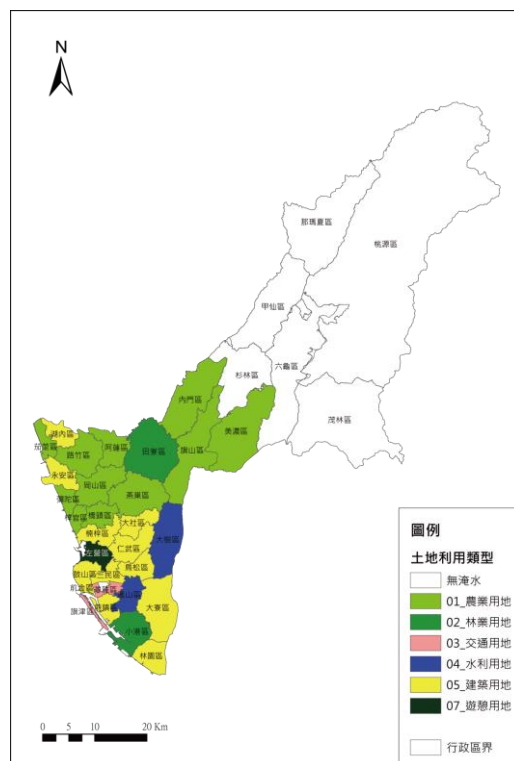 N
那瑪夏區
桃源區
甲仙區
六龜區
杉林區
茂林區
內門區
美濃區
旗山區
湖內區
茄萣區
路竹區
阿蓮區
田寮區
永安區
岡山區
燕巢區
彌陀區
梓官區
橋頭區
大社區
大樹區
楠梓區
仁武區
左營區
鳥松區
鼓山區
三民區
鳳山區
大寮區
前鎮區
旗津區
小港區
林園區
0 5 10 20 Km
圖例
土地利用類型
無淹水
01_農業用地
02_林業用地
03_交通用地
04_水利用地
05_建築用地
07_遊憩用地
行政區界